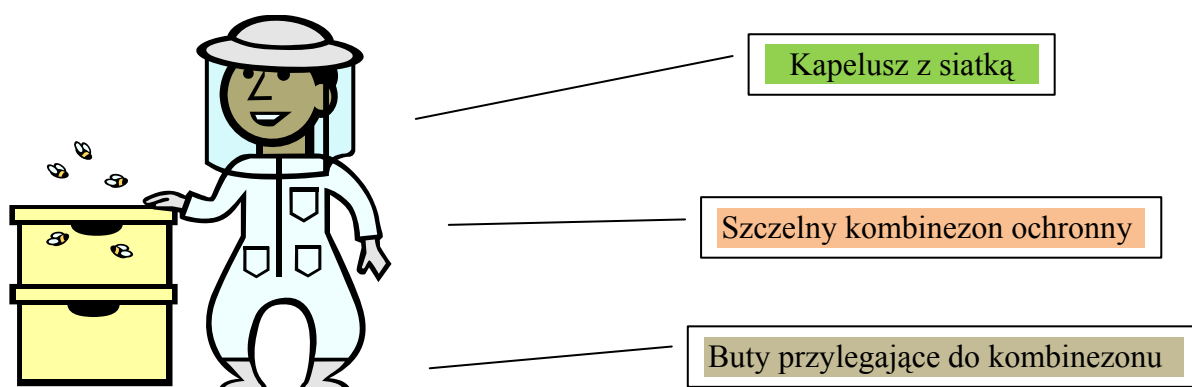 Kapelusz z siatką
Szczelny kombinezon ochronny
Buty przylegające do kombinezonu